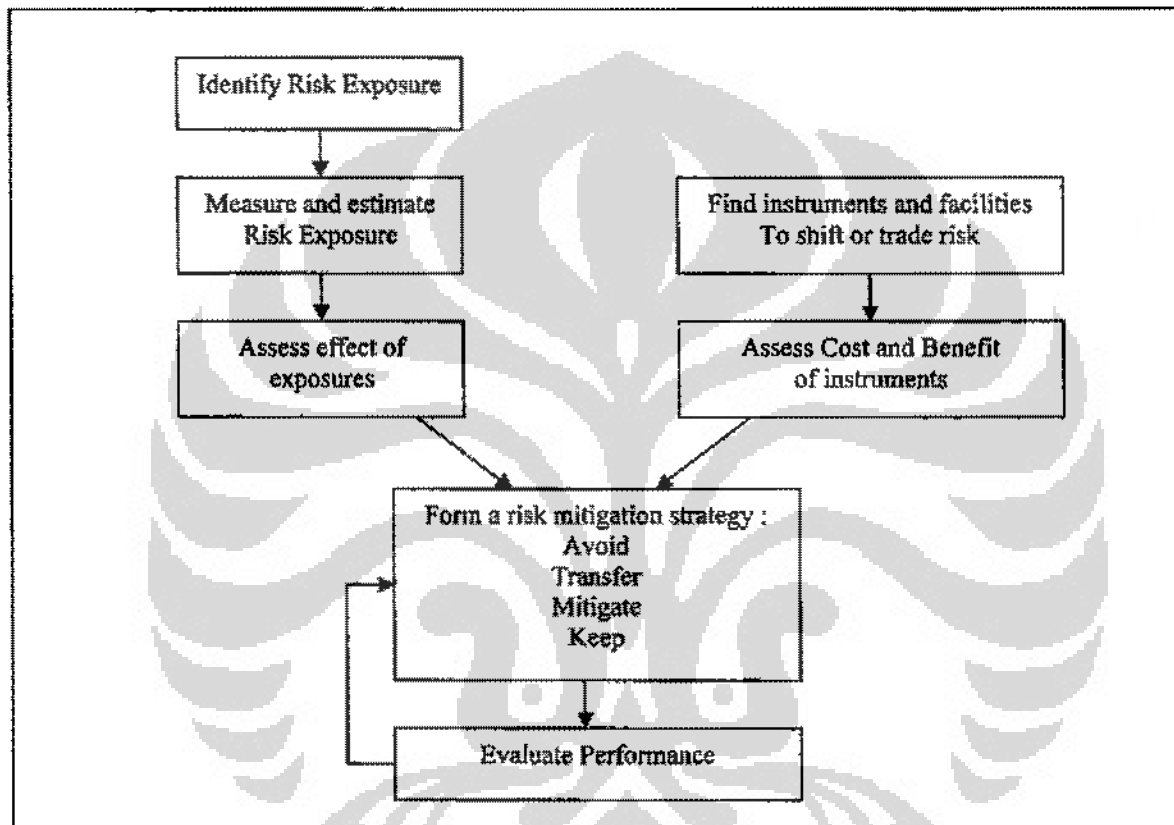 Identify Risk Exposure
Measure and estimate
Risk Exposure
Find instruments and facilities
To shift or trade risk
Assess effect of
exposures
Assess Cost and Benefit
of instruments
Form a risk mitigation strategy :
Avoid
Transfer
Mitigate
Keep
Evaluate Performance